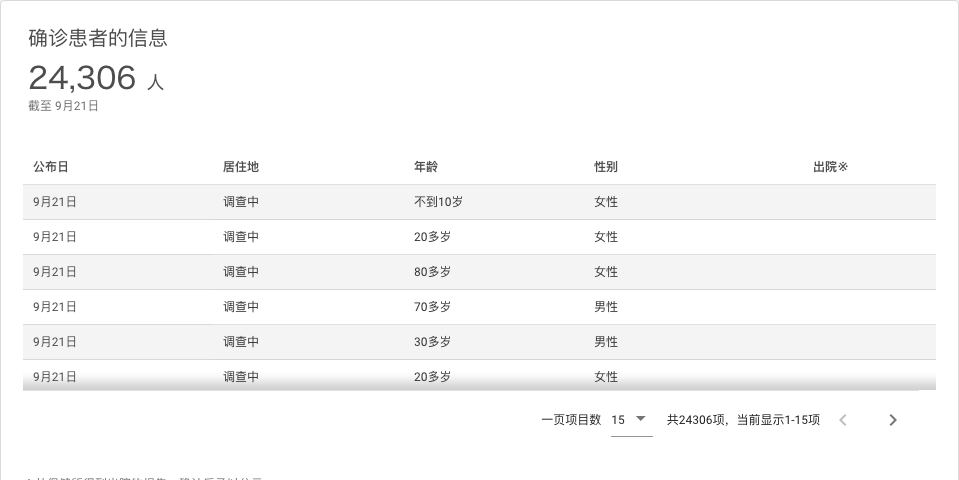 确诊患者的信息
24,306 人
截至 9月21日
公布日 居住地 年龄 性别 出院※
9月21日 调查中 不到10岁 女性
9月21日 调查中 20多岁 女性
9月21日 调查中 80多岁 女性
9月21日 调查中 70多岁 男性
9月21日 调查中 30多岁 男性
9月21日 调查中 20多岁 女性
一页项目数 15 共24306项，当前显示1-15项